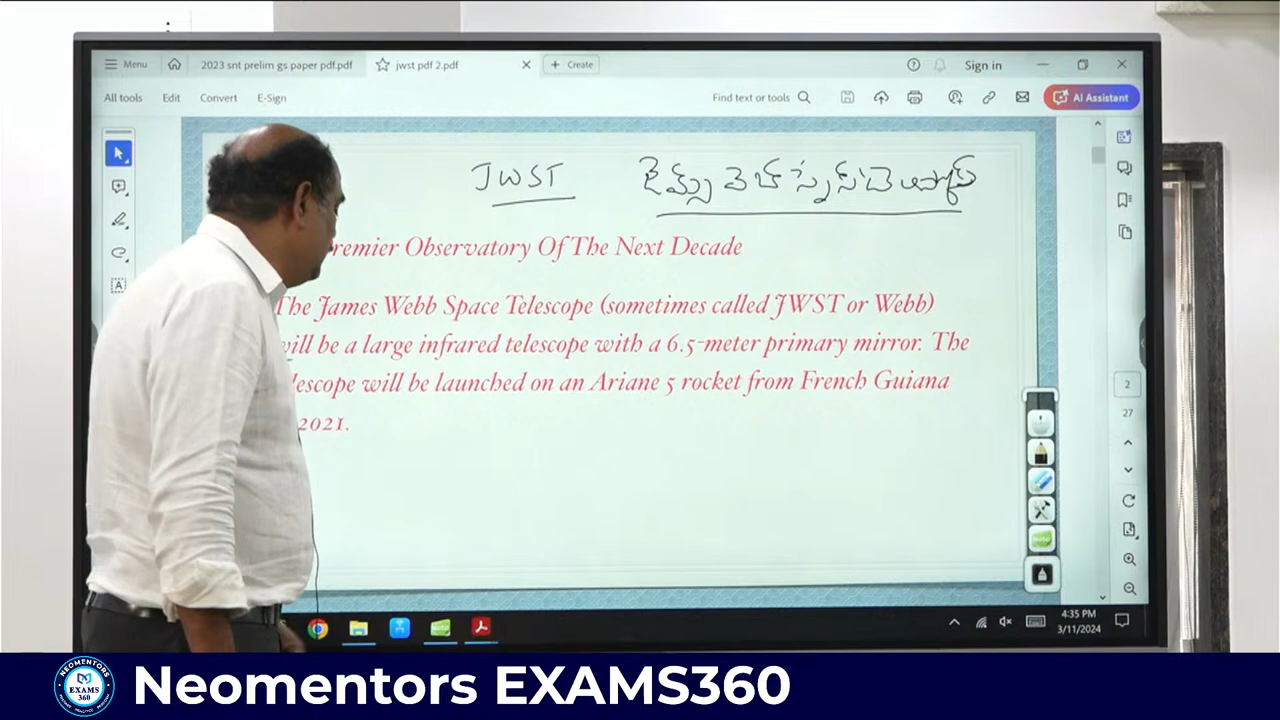 Menu 2023 snt prelim gs paper pdf.pdf jwst pdf 2.pdf Create Sign in
All tools Edit Convert E-Sign Find text or tools AI Assistant
JWST జేమ్స్ వెబ్ స్పేస్ టెలిస్కోప్
Premier Observatory Of The Next Decade
The James Webb Space Telescope (sometimes called JWST or Webb)
will be a large infrared telescope with a 6.5-meter primary mirror. The
lescope will be launched on an Ariane 5 rocket from French Guiana
2021.
2
27
4:35 PM
3/11/2024
NEOMENTORS
EXAMS
360
Neomentors EXAMS360